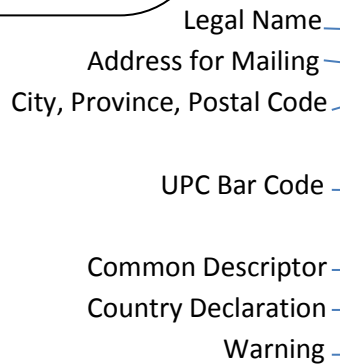 Legal Name
Address for Mailing
City, Province, Postal Code
UPC Bar Code
Common Descriptor
Country Declaration
Warning